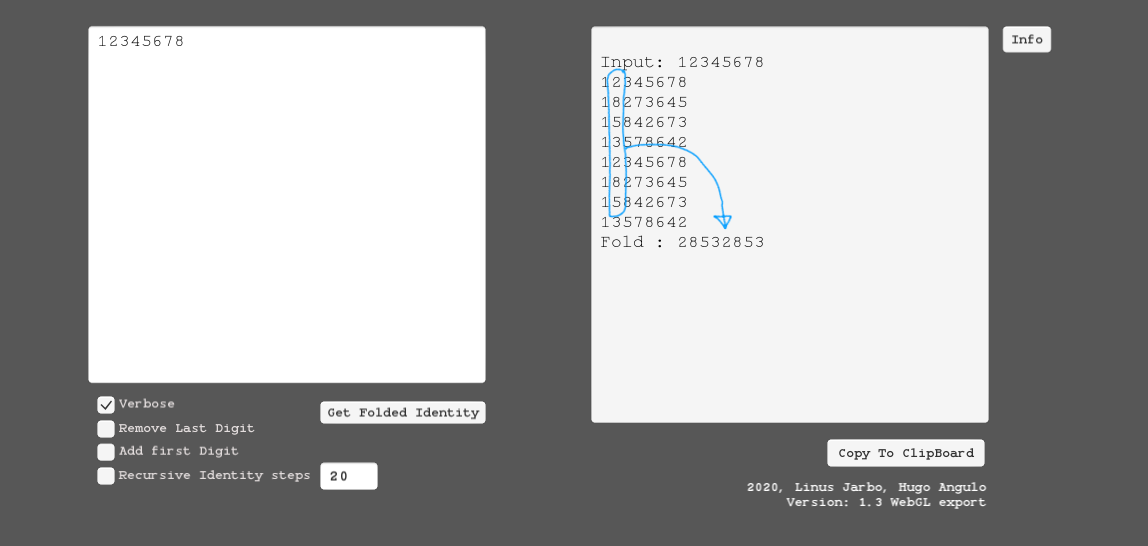 12345678
Input: 12345678
12345678
18273645
15842673
13578642
12345678
18273645
15842673
13578642
Fold : 28532853
Info
Verbose
Remove Last Digit
Add first Digit
Recursive Identity steps 20
Get Folded Identity
Copy To ClipBoard
2020, Linus Jarbo, Hugo Angulo
Version: 1.3 WebGL export